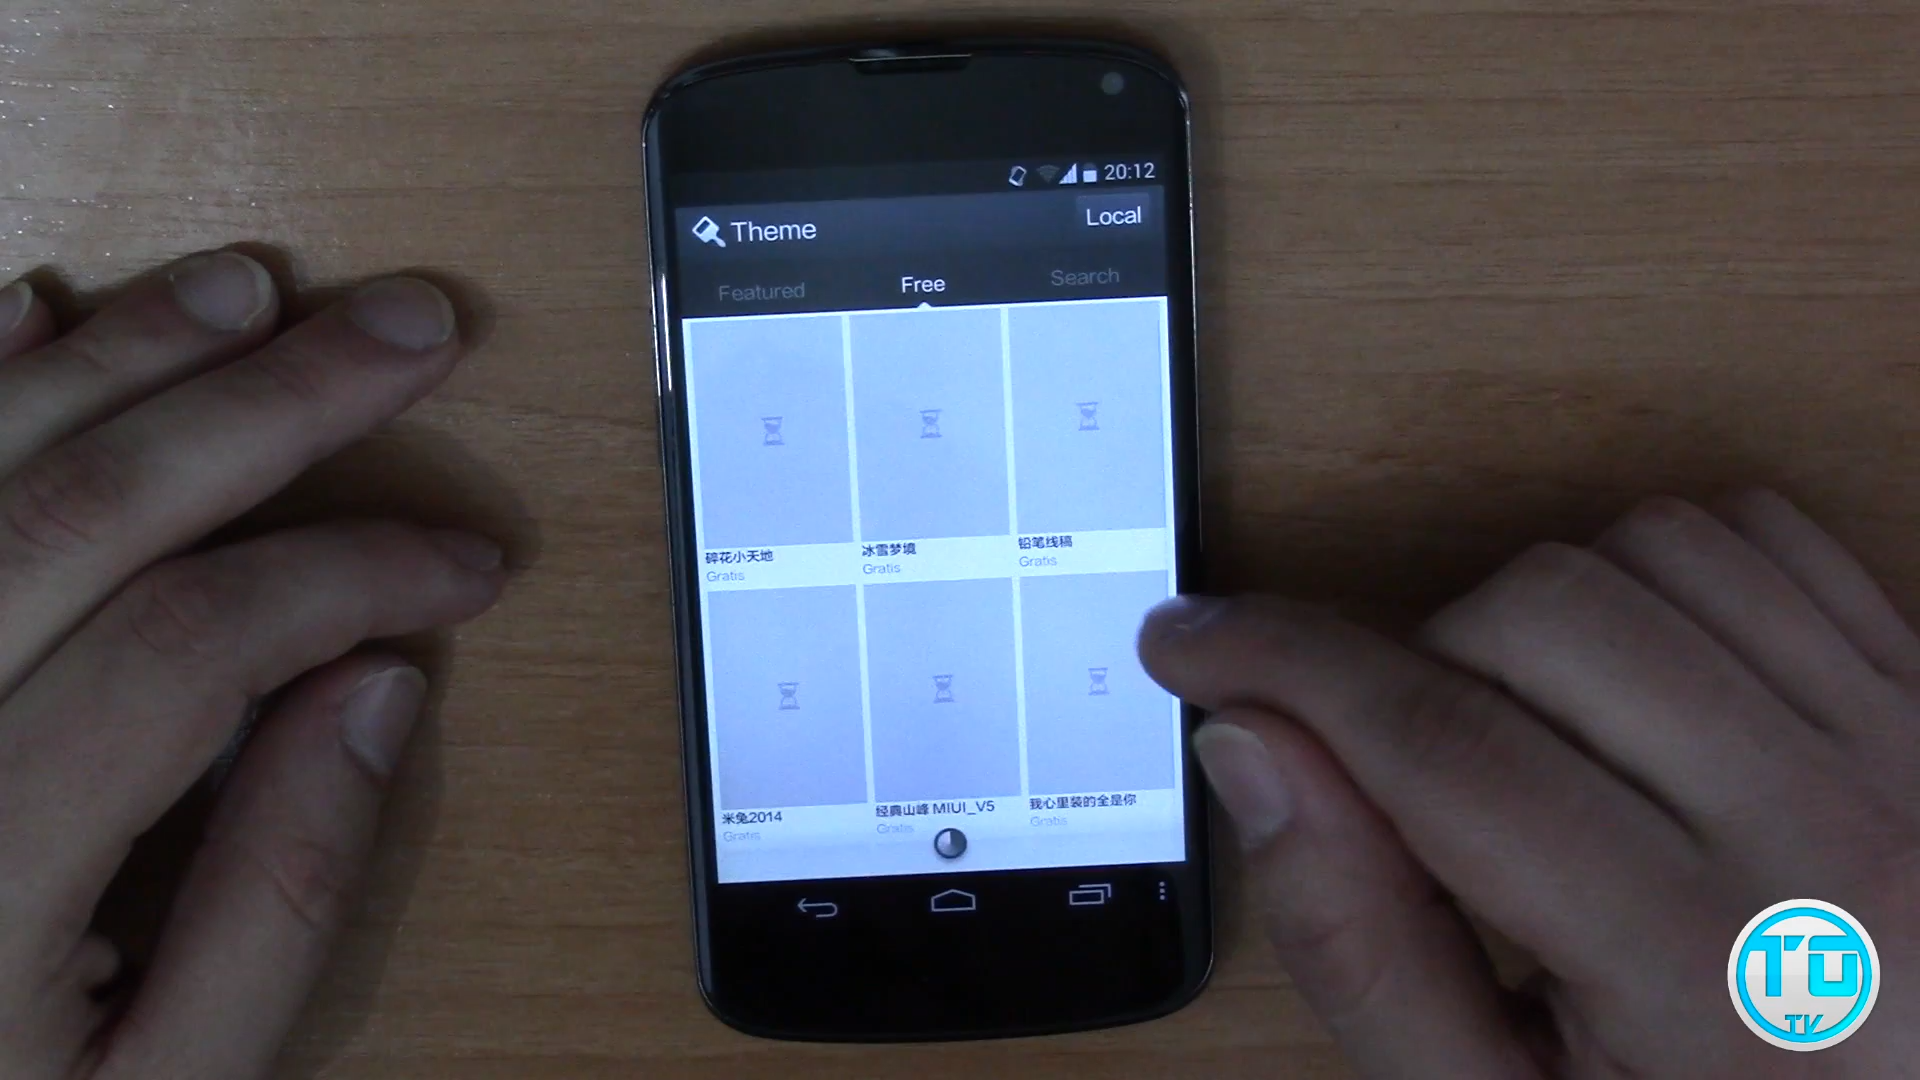 20:12
Theme
Local
Featured
Free
Search
碎花小天地
冰雪梦境
铅笔线稿
Gratis
Gratis
Gratis
米兔2014
经典山峰 MIUI_V5
我心里装的全是你
Gratis
Gratis
Gratis
TU
TV